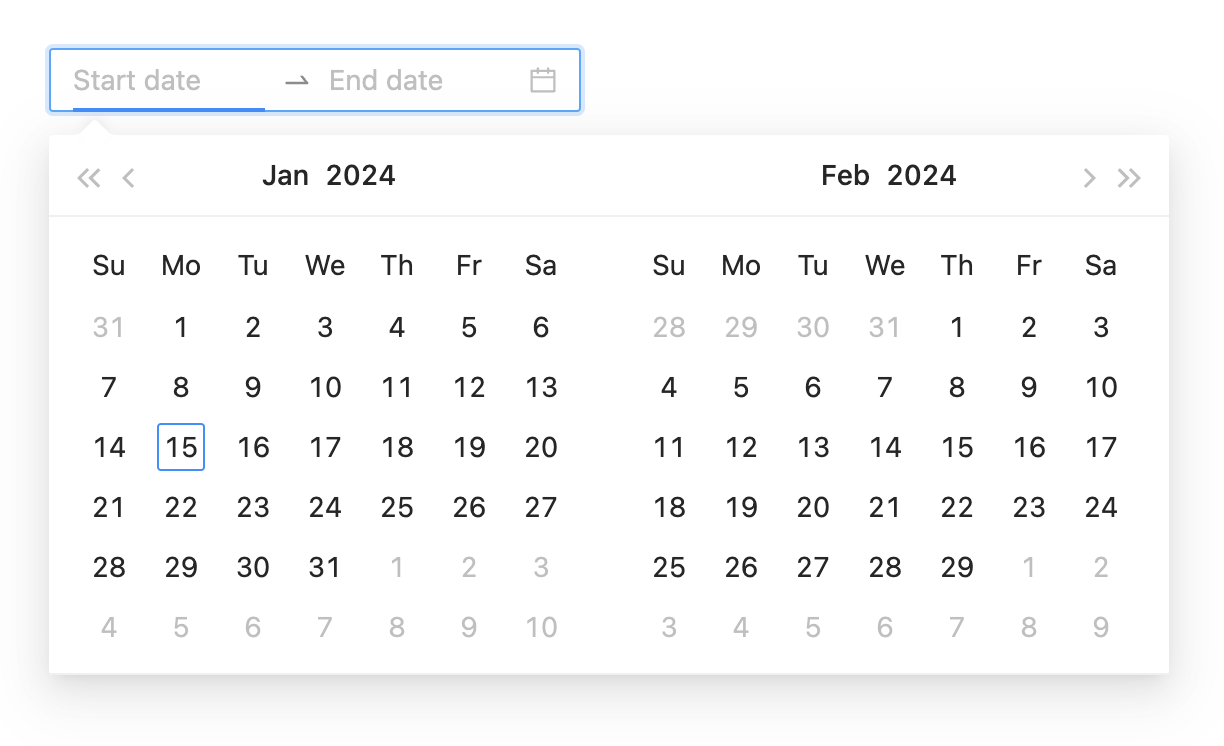 Start date End date
Jan 2024 Feb 2024
Su Mo Tu We Th Fr Sa Su Mo Tu We Th Fr Sa
31 1 2 3 4 5 6 28 29 30 31 1 2 3
7 8 9 10 11 12 13 4 5 6 7 8 9 10
14 15 16 17 18 19 20 11 12 13 14 15 16 17
21 22 23 24 25 26 27 18 19 20 21 22 23 24
28 29 30 31 1 2 3 25 26 27 28 29 1 2
4 5 6 7 8 9 10 3 4 5 6 7 8 9